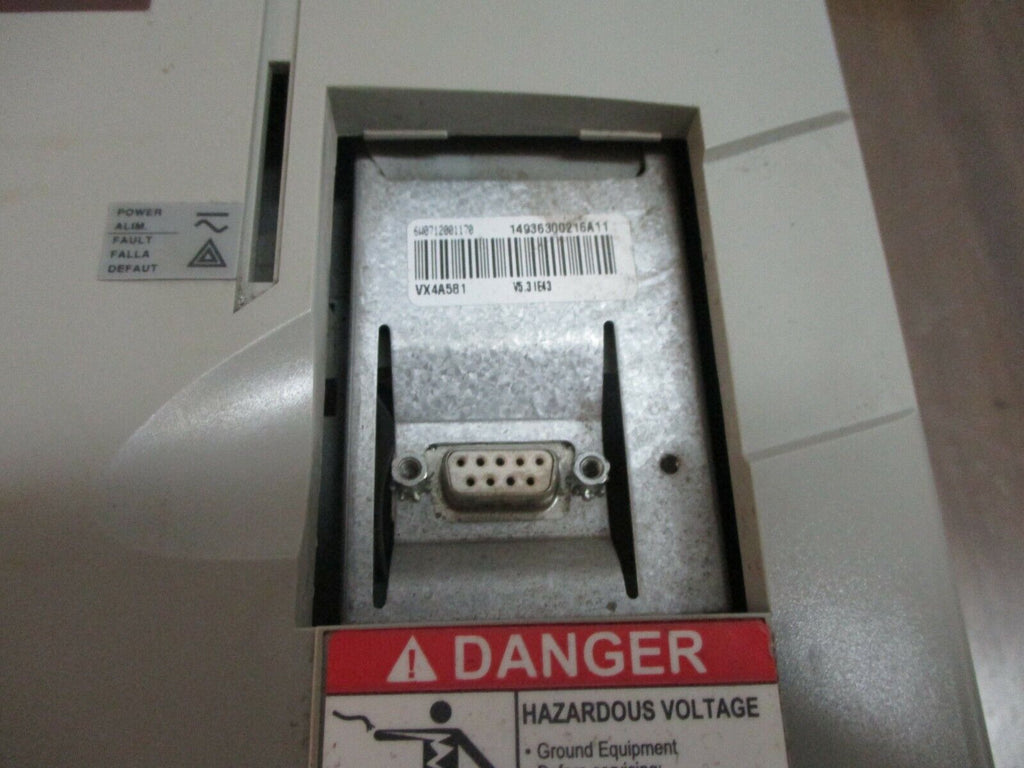 POWER
ALIM.
FAULT
FALLA
DEFAUT
6W0712001170 14936300216A11
VX4A581 V5.3IE43
DANGER
HAZARDOUS VOLTAGE
• Ground Equipment